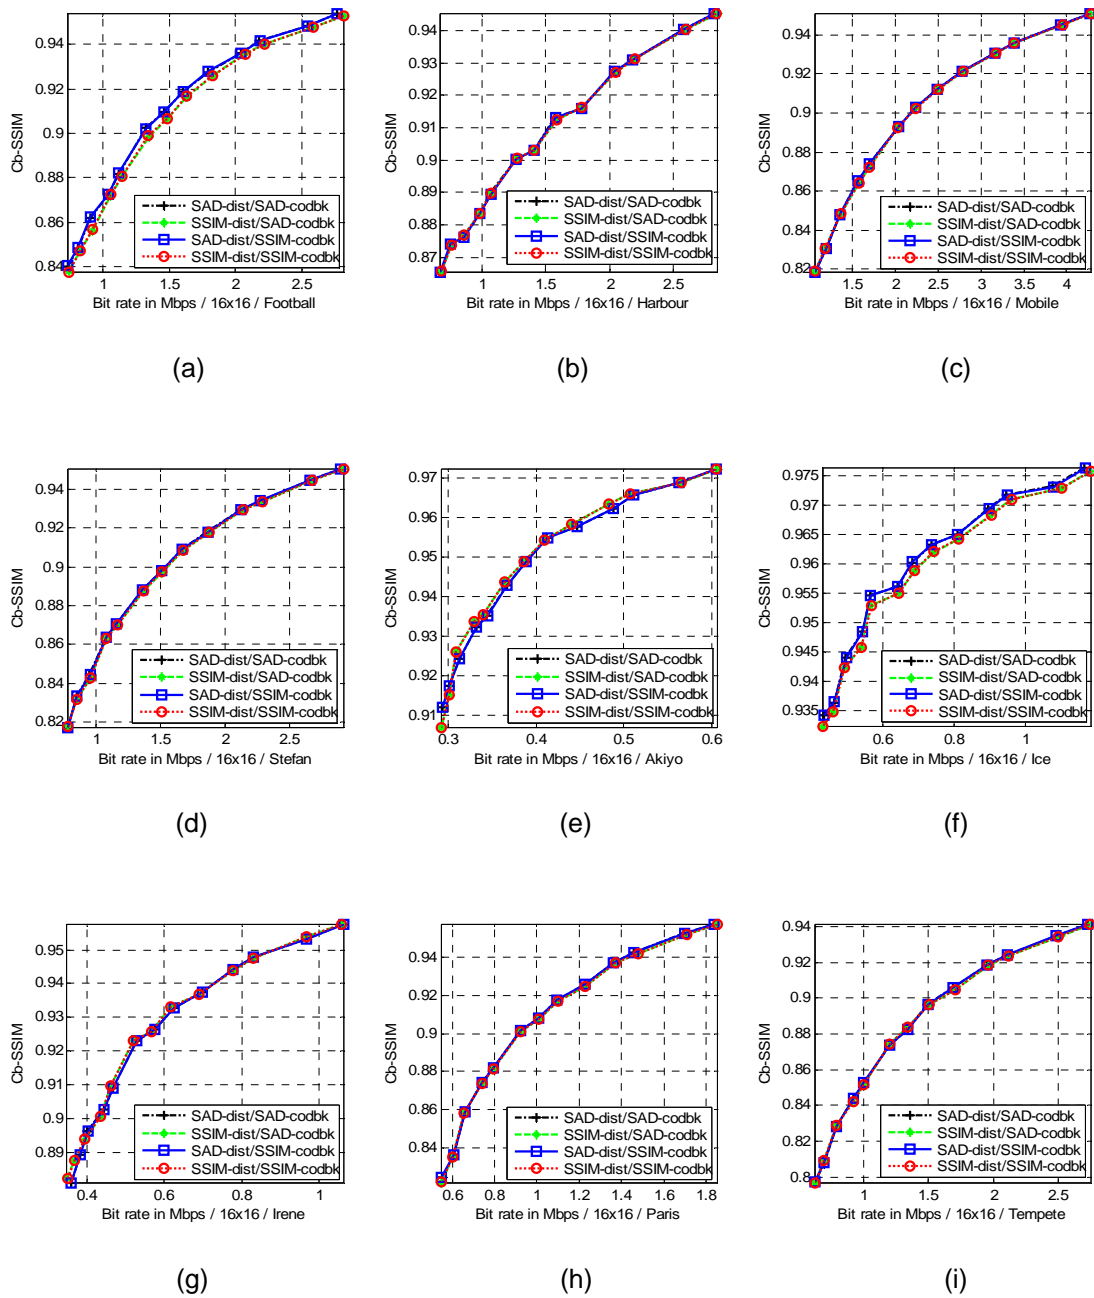 0.94
0.92
0.9
0.88
0.86
0.84
Cb-SSIM
1
1.5
2
2.5
SAD-dist/SAD-codbk
SSIM-dist/SAD-codbk
SAD-dist/SSIM-codbk
SSIM-dist/SSIM-codbk
Bit rate in Mbps / 16x16 / Football
(a)
0.94
0.93
0.92
0.91
0.9
0.89
0.88
0.87
Cb-SSIM
1
1.5
2
2.5
SAD-dist/SAD-codbk
SSIM-dist/SAD-codbk
SAD-dist/SSIM-codbk
SSIM-dist/SSIM-codbk
Bit rate in Mbps / 16x16 / Harbour
(b)
0.94
0.92
0.9
0.88
0.86
0.84
0.82
Cb-SSIM
1.5
2
2.5
3
3.5
4
SAD-dist/SAD-codbk
SSIM-dist/SAD-codbk
SAD-dist/SSIM-codbk
SSIM-dist/SSIM-codbk
Bit rate in Mbps / 16x16 / Mobile
(c)
0.94
0.92
0.9
0.88
0.86
0.84
0.82
Cb-SSIM
1
1.5
2
2.5
SAD-dist/SAD-codbk
SSIM-dist/SAD-codbk
SAD-dist/SSIM-codbk
SSIM-dist/SSIM-codbk
Bit rate in Mbps / 16x16 / Stefan
(d)
0.97
0.96
0.95
0.94
0.93
0.92
0.91
Cb-SSIM
0.3
0.4
0.5
0.6
SAD-dist/SAD-codbk
SSIM-dist/SAD-codbk
SAD-dist/SSIM-codbk
SSIM-dist/SSIM-codbk
Bit rate in Mbps / 16x16 / Akiyo
(e)
0.975
0.97
0.965
0.96
0.955
0.95
0.945
0.94
0.935
Cb-SSIM
0.6
0.8
1
SAD-dist/SAD-codbk
SSIM-dist/SAD-codbk
SAD-dist/SSIM-codbk
SSIM-dist/SSIM-codbk
Bit rate in Mbps / 16x16 / Ice
(f)
0.95
0.94
0.93
0.92
0.91
0.9
0.89
Cb-SSIM
0.4
0.6
0.8
1
SAD-dist/SAD-codbk
SSIM-dist/SAD-codbk
SAD-dist/SSIM-codbk
SSIM-dist/SSIM-codbk
Bit rate in Mbps / 16x16 / Irene
(g)
0.94
0.92
0.9
0.88
0.86
0.84
Cb-SSIM
0.6
0.8
1
1.2
1.4
1.6
1.8
SAD-dist/SAD-codbk
SSIM-dist/SAD-codbk
SAD-dist/SSIM-codbk
SSIM-dist/SSIM-codbk
Bit rate in Mbps / 16x16 / Paris
(h)
0.94
0.92
0.9
0.88
0.86
0.84
0.82
0.8
Cb-SSIM
1
1.5
2
2.5
SAD-dist/SAD-codbk
SSIM-dist/SAD-codbk
SAD-dist/SSIM-codbk
SSIM-dist/SSIM-codbk
Bit rate in Mbps / 16x16 / Tempete
(i)